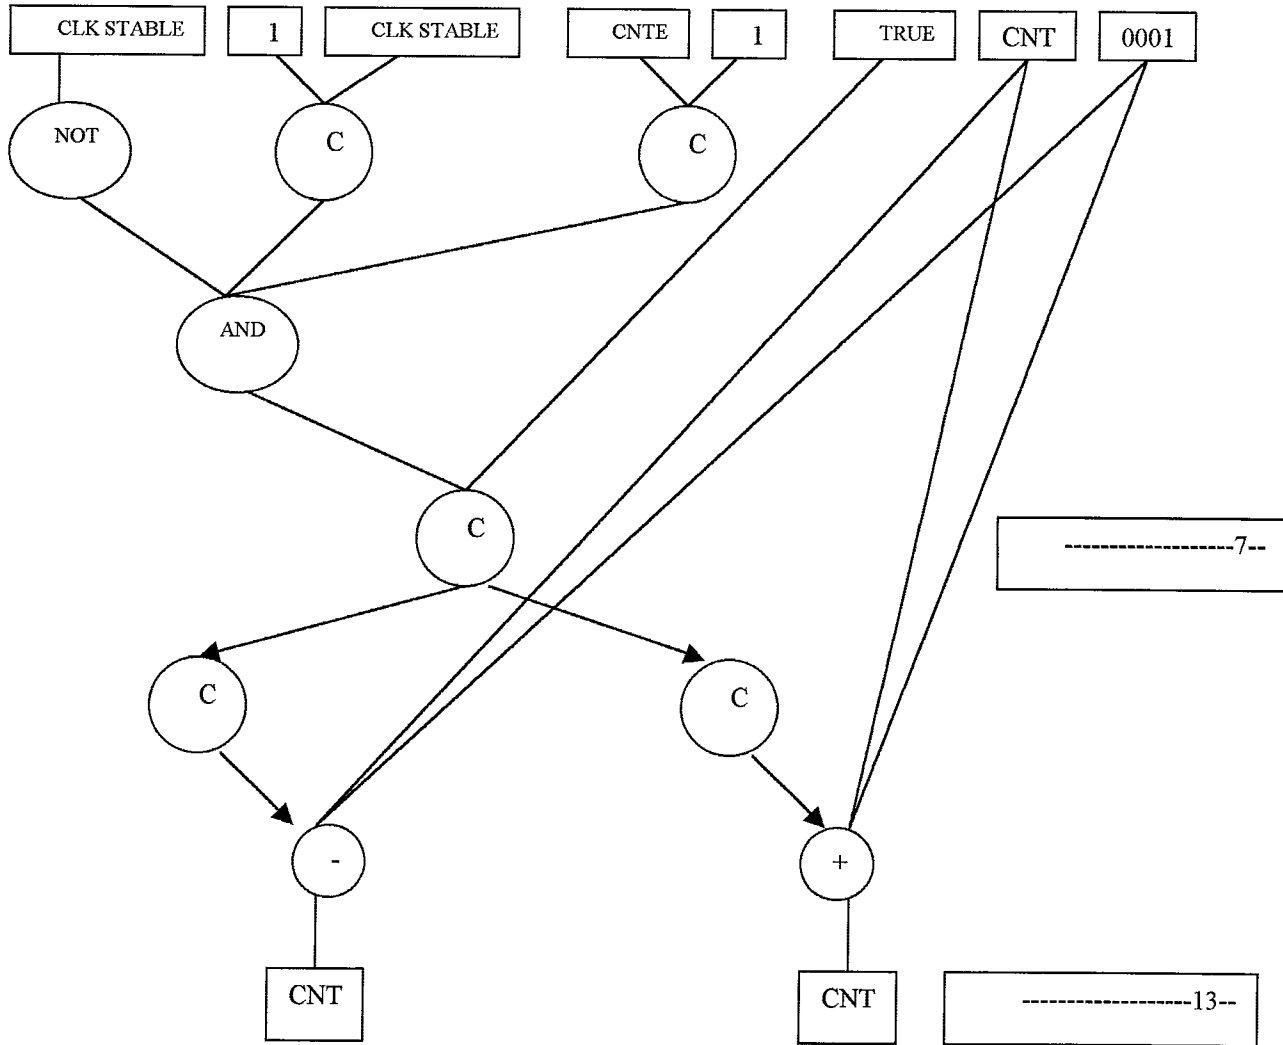 CLK STABLE
1
CLK STABLE
CNTE
1
TRUE
CNT
0001
NOT
C
C
AND
C
--------------------7--
C
C
-
+
CNT
CNT
--------------------13--